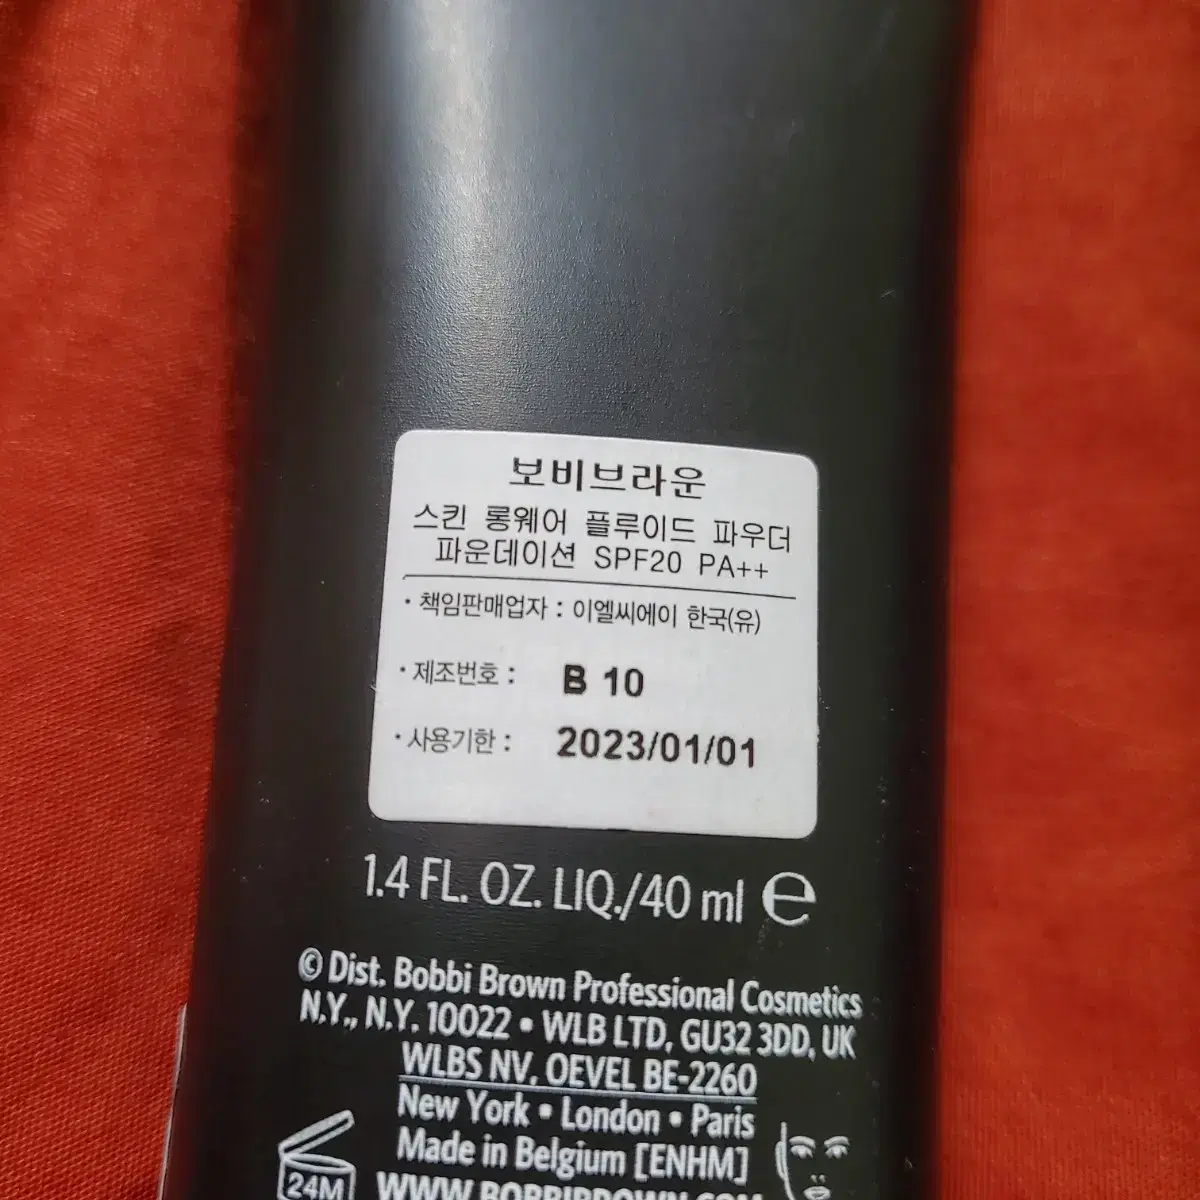 보비브라운
스킨 롱웨어 플루이드 파우더
파운데이션 SPF20 PA++
· 책임판매업자 : 이엘씨에이 한국(유)
· 제조번호 : B 10
· 사용기한 : 2023/01/01
1.4 FL. OZ. LIQ./40 ml ℮
© Dist. Bobbi Brown Professional Cosmetics
N.Y., N.Y. 10022 • WLB LTD, GU32 3DD, UK
WLBS NV, OEVEL BE-2260
New York • London • Paris
Made in Belgium [ENHM]
24M
WWW.BOBBIBROWN.COM